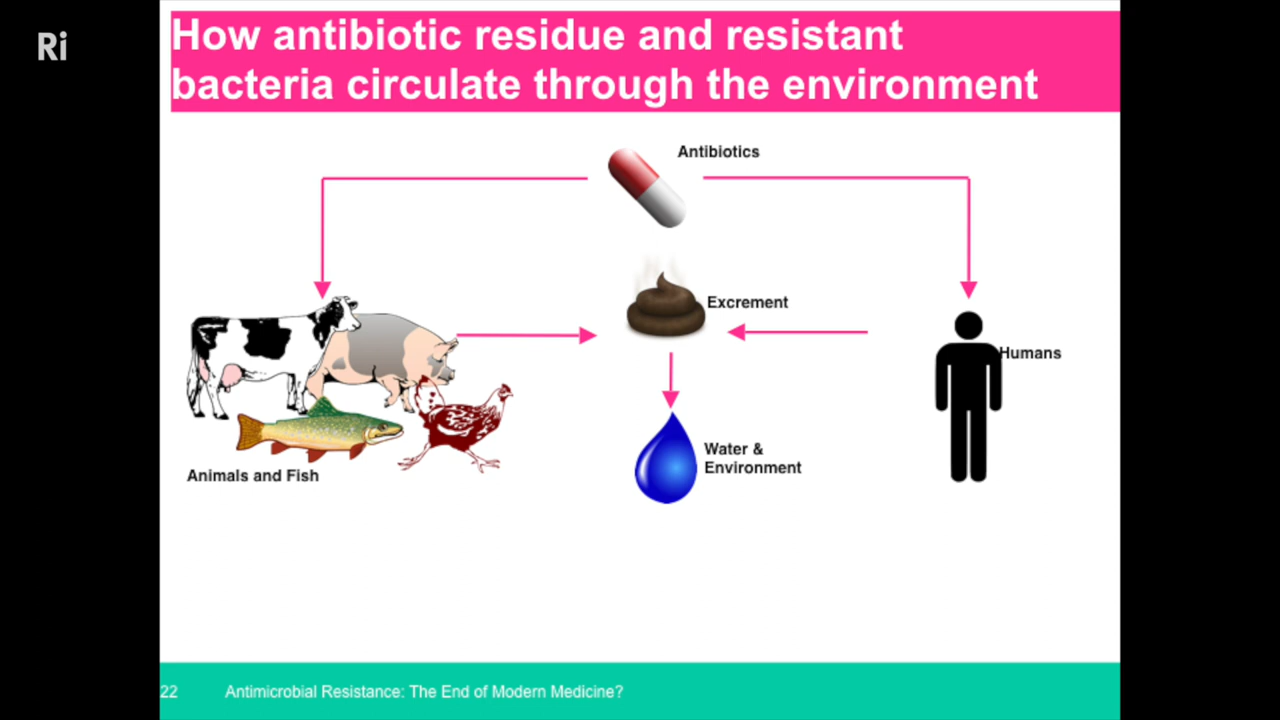 Ri
How antibiotic residue and resistant
bacteria circulate through the environment
Antibiotics
Excrement
Humans
Water &
Environment
Animals and Fish
22 Antimicrobial Resistance: The End of Modern Medicine?